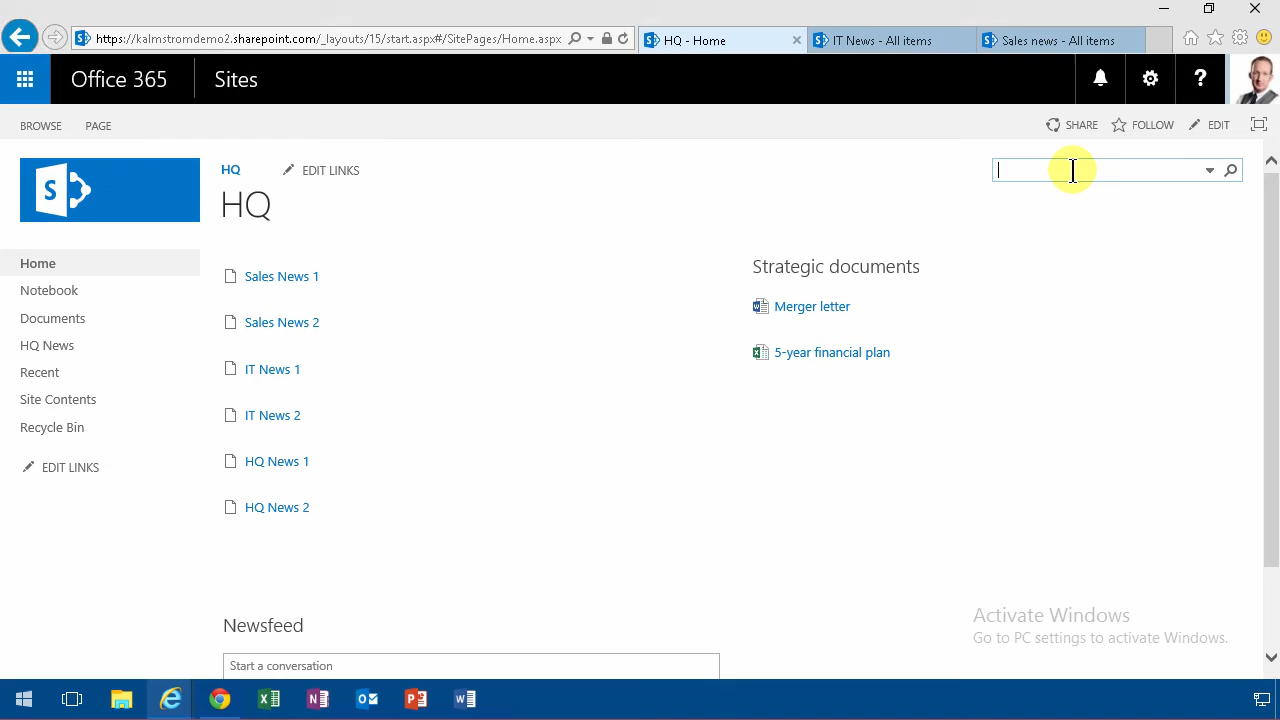 https://kalmstromdemo2.sharepoint.com/_layouts/15/start.aspx#/SitePages/Home.aspx
HQ - Home
IT News - All items
Sales news - All items
Office 365
Sites
?
BROWSE
PAGE
SHARE
FOLLOW
EDIT
S
HQ
EDIT LINKS
HQ
Home
Notebook
Documents
HQ News
Recent
Site Contents
Recycle Bin
EDIT LINKS
Sales News 1
Sales News 2
IT News 1
IT News 2
HQ News 1
HQ News 2
Strategic documents
Merger letter
5-year financial plan
Newsfeed
Start a conversation
Activate Windows
Go to PC settings to activate Windows.